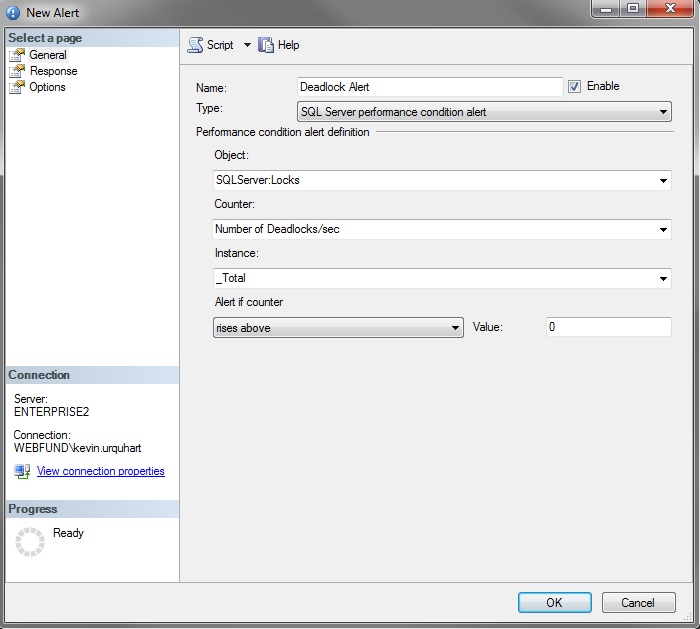 New Alert
Select a page
General
Response
Options
Script
Help
Name:
Deadlock Alert
Enable
Type:
SQL Server performance condition alert
Performance condition alert definition
Object:
SQLServer:Locks
Counter:
Number of Deadlocks/sec
Instance:
_Total
Alert if counter
rises above
Value:
0
Connection
Server:
ENTERPRISE2
Connection:
WEBFUND\kevin.urquhart
View connection properties
Progress
Ready
OK
Cancel